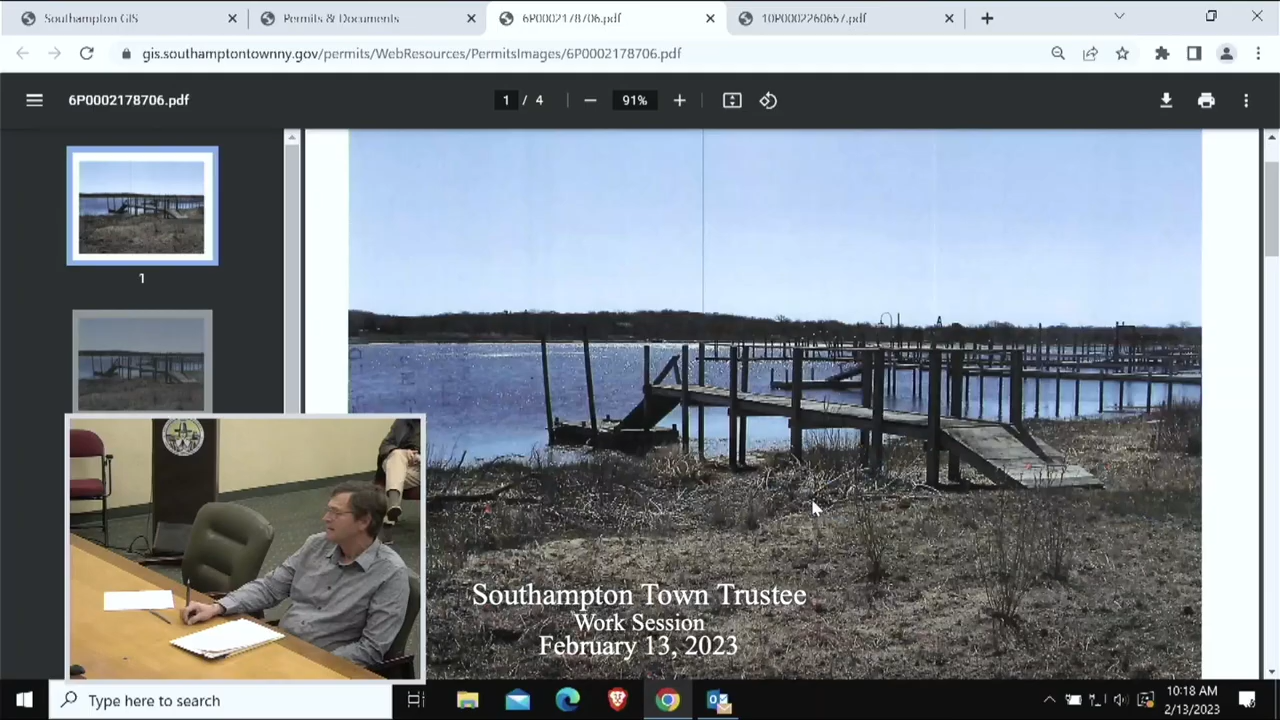 Southampton GIS
Permits & Documents
6P0002178706.pdf
10P0002260657.pdf
gis.southamptontownny.gov/permits/WebResources/PermitsImages/6P0002178706.pdf
6P0002178706.pdf
1 / 4
91%
1
Southampton Town Trustee
Work Session
February 13, 2023
Type here to search
10:18 AM
2/13/2023